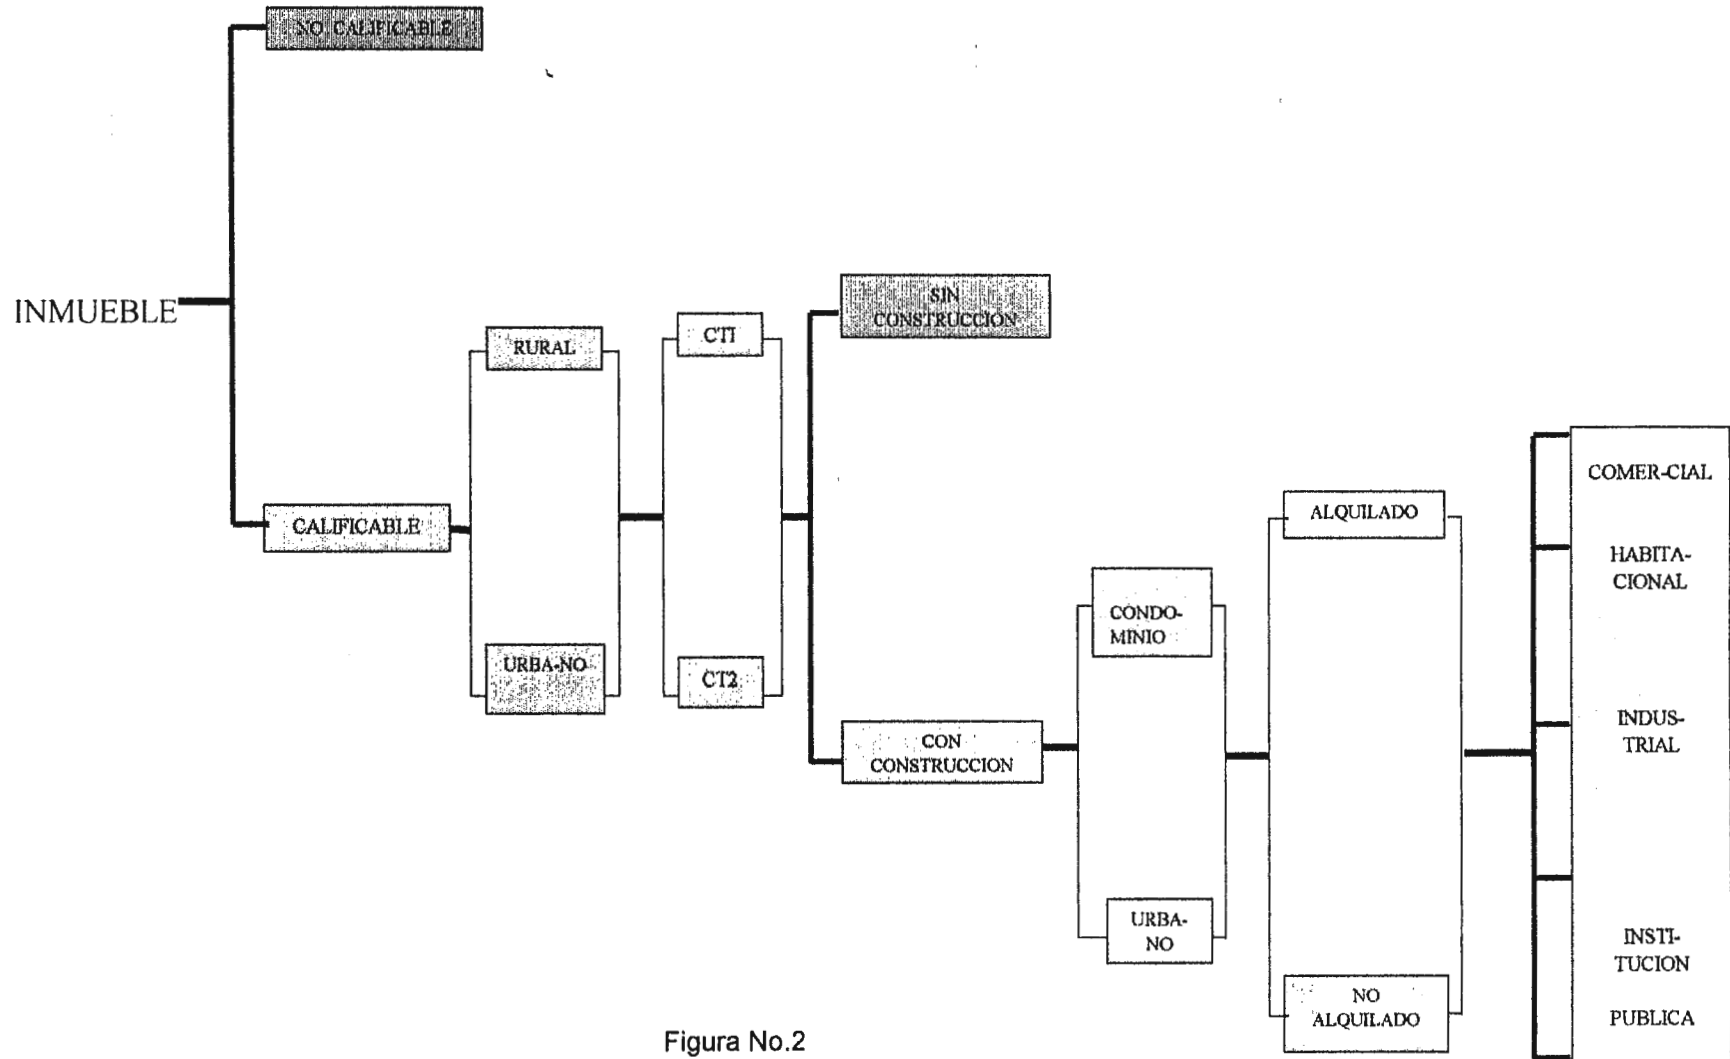 NO CALIFICABLE
INMUEBLE
CALIFICABLE
RURAL
URBA-NO
CTI
CT2
SIN
CONSTRUCCION
CON
CONSTRUCCION
CONDO-
MINIO
URBA-
NO
ALQUILADO
NO
ALQUILADO
COMER-CIAL
HABITA-
CIONAL
INDUS-
TRIAL
INSTI-
TUCION
PUBLICA
Figura No.2